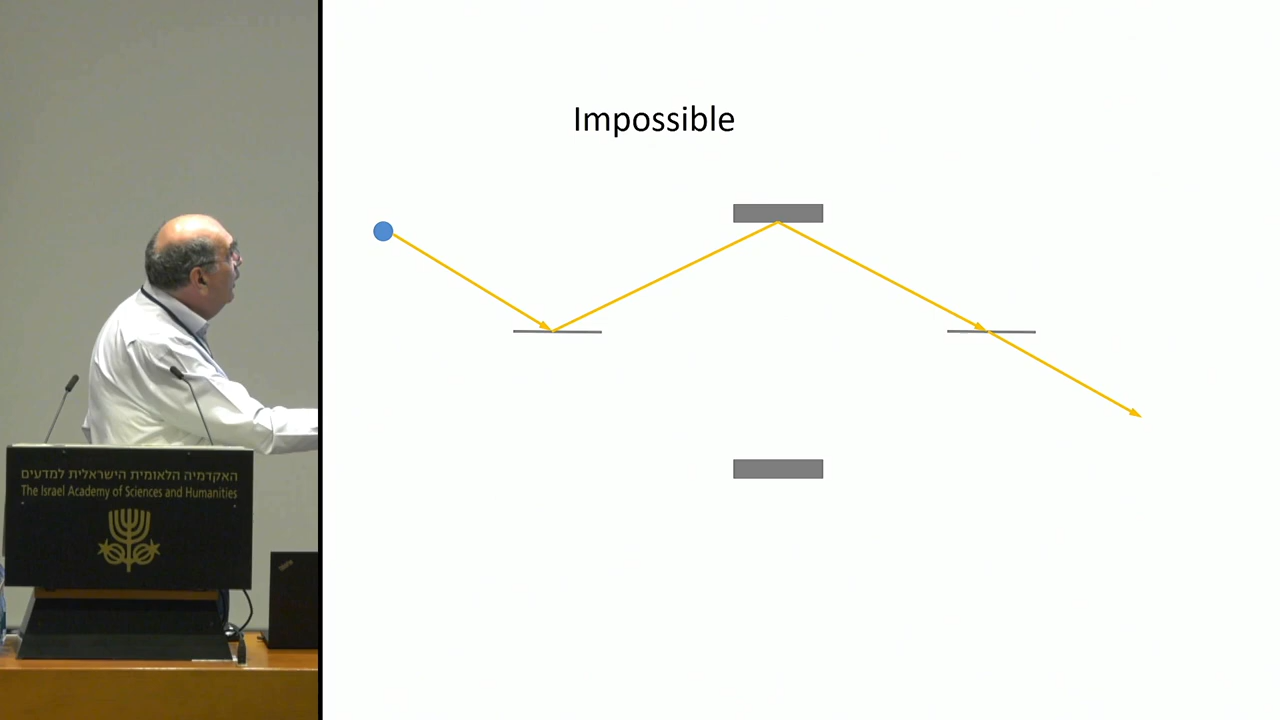 Impossible
האקדמיה הלאומית הישראלית למדעים
The Israel Academy of Sciences and Humanities